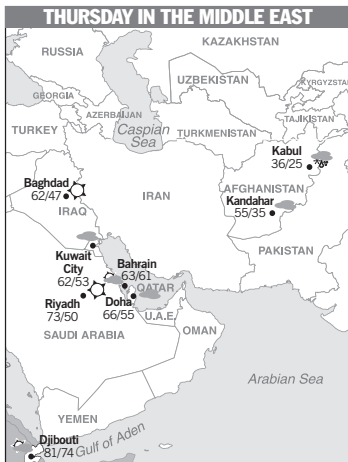 THURSDAY IN THE MIDDLE EAST
KAZAKHSTAN
RUSSIA
UZBEKISTAN
KYRGYZSTAN
GEORGIA
AZERBAIJAN
TAJIKISTAN
TURKEY
Caspian
Sea
TURKMENISTAN
Kabul
36/25
Baghdad
62/47
IRAQ
IRAN
AFGHANISTAN
Kandahar
55/35
PAKISTAN
Kuwait
City
62/53
Bahrain
63/61
QATAR
Riyadh
73/50
Doha
66/55
U.A.E.
OMAN
SAUDI ARABIA
Arabian Sea
YEMEN
Djibouti
81/74
Gulf of Aden